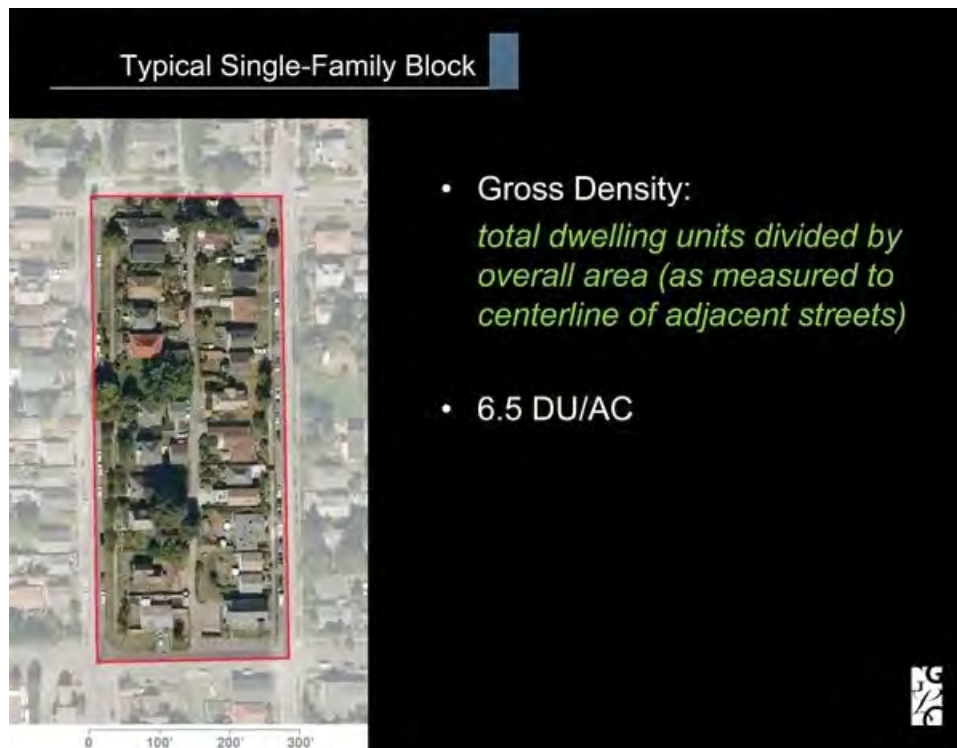 Typical Single-Family Block
• Gross Density:
total dwelling units divided by
overall area (as measured to
centerline of adjacent streets)
• 6.5 DU/AC
0 100' 200' 300'